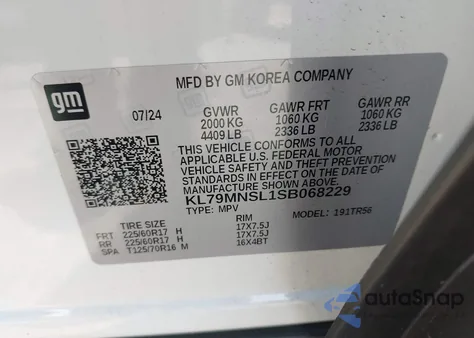 gm
MFD BY GM KOREA COMPANY
07/24
GVWR GAWR FRT GAWR RR
2000 KG 1060 KG 1060 KG
4409 LB 2336 LB 2336 LB
THIS VEHICLE CONFORMS TO ALL
APPLICABLE U.S. FEDERAL MOTOR
VEHICLE SAFETY AND THEFT PREVENTION
STANDARDS IN EFFECT ON THE DATE
OF MANUFACTURE SHOWN ABOVE.
KL79MNSL1SB068229
TYPE: MPV MODEL: 191TR56
TIRE SIZE RIM
FRT 225/60R17 H 17X7.5J
RR 225/60R17 H 17X7.5J
SPA T125/70R16 M 16X4BT
autoSnap